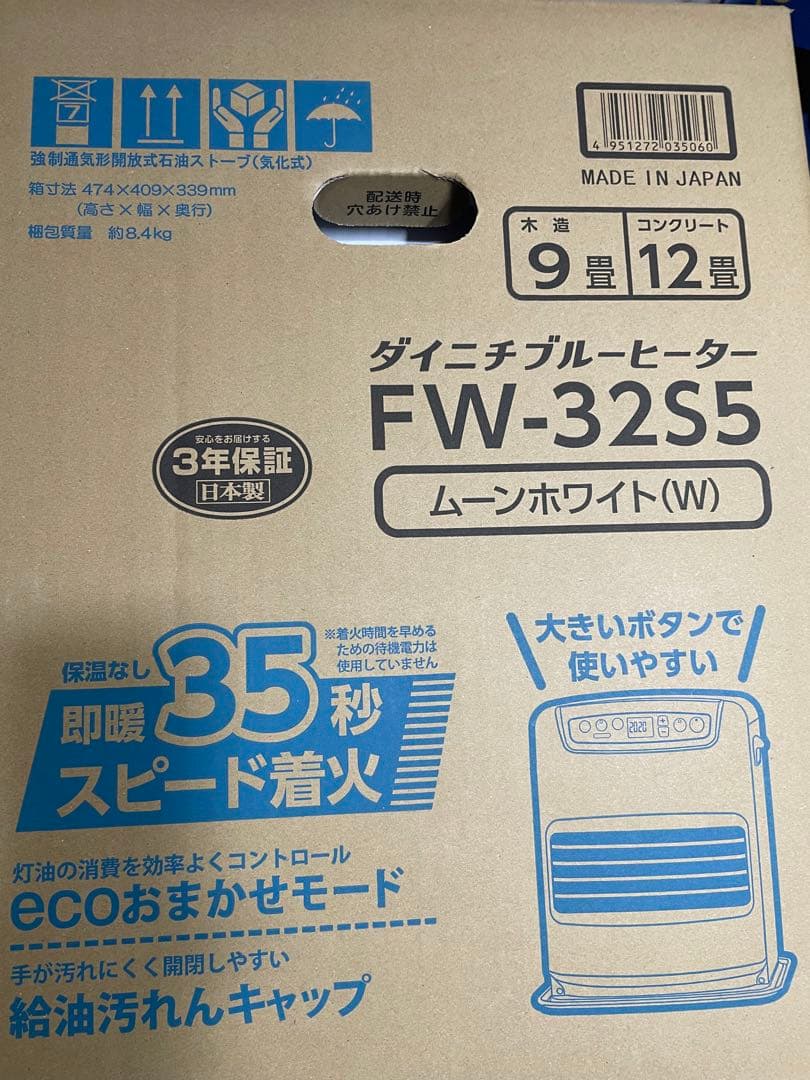 7
強制通気形開放式石油ストーブ(気化式)
箱寸法 474×409×339mm
(高さ×幅×奥行)
梱包質量 約8.4kg
配送時
穴あけ禁止
4 951272 035060
MADE IN JAPAN
木造 コンクリート
9畳 12畳
ダイニチブルーヒーター
FW-32S5
ムーンホワイト(W)
安心をお届けする
3年保証
日本製
保温なし
即暖35秒
スピード着火
※着火時間を早める
ための待機電力は
使用していません
大きいボタンで
使いやすい
2020
灯油の消費を効率よくコントロール
ecoおまかせモード
手が汚れにくく開閉しやすい
給油汚れんキャップ